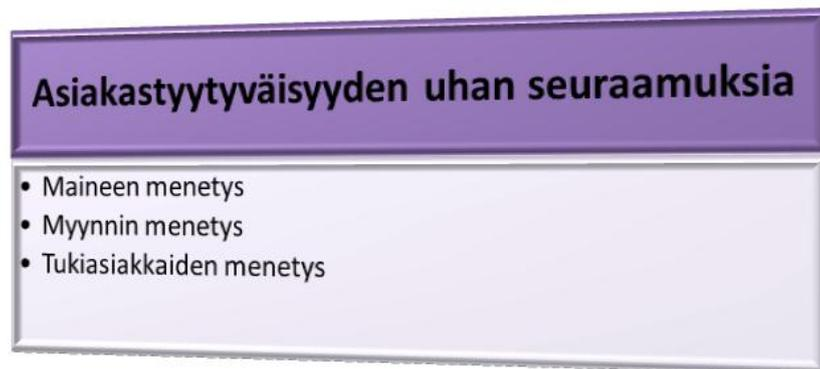 Asiakastyytyväisyyden uhan seuraamuksia
• Maineen menetys
• Myynnin menetys
• Tukiasiakkaiden menetys